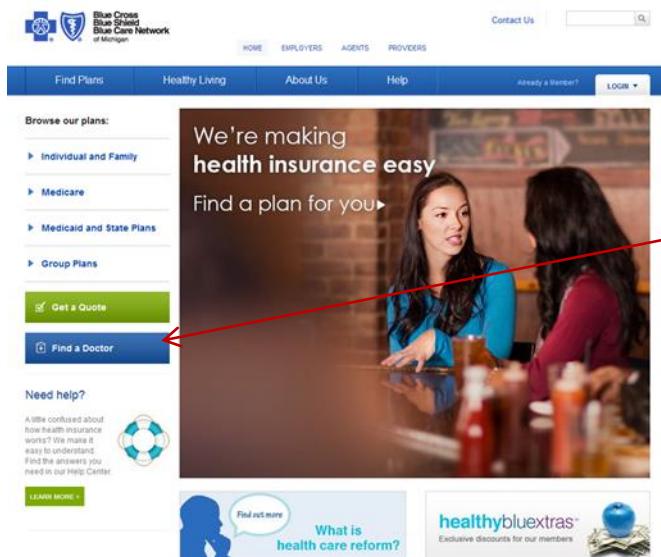 Blue Cross
Blue Shield
Blue Care Network
of Michigan
Contact Us
HOME EMPLOYERS AGENTS PROVIDERS
Find Plans Healthy Living About Us Help Already a Member? LOGIN
Browse our plans:
Individual and Family
Medicare
Medicaid and State Plans
Group Plans
Get a Quote
Find a Doctor
Need help?
A little confused about
how health insurance
works? We make it
easy to understand.
Find the answers you
need in our Help Center.
LEARN MORE >
We're making
health insurance easy
Find a plan for you
Find out more
What is
health care reform?
healthybluextras℠
Exclusive discounts for our members